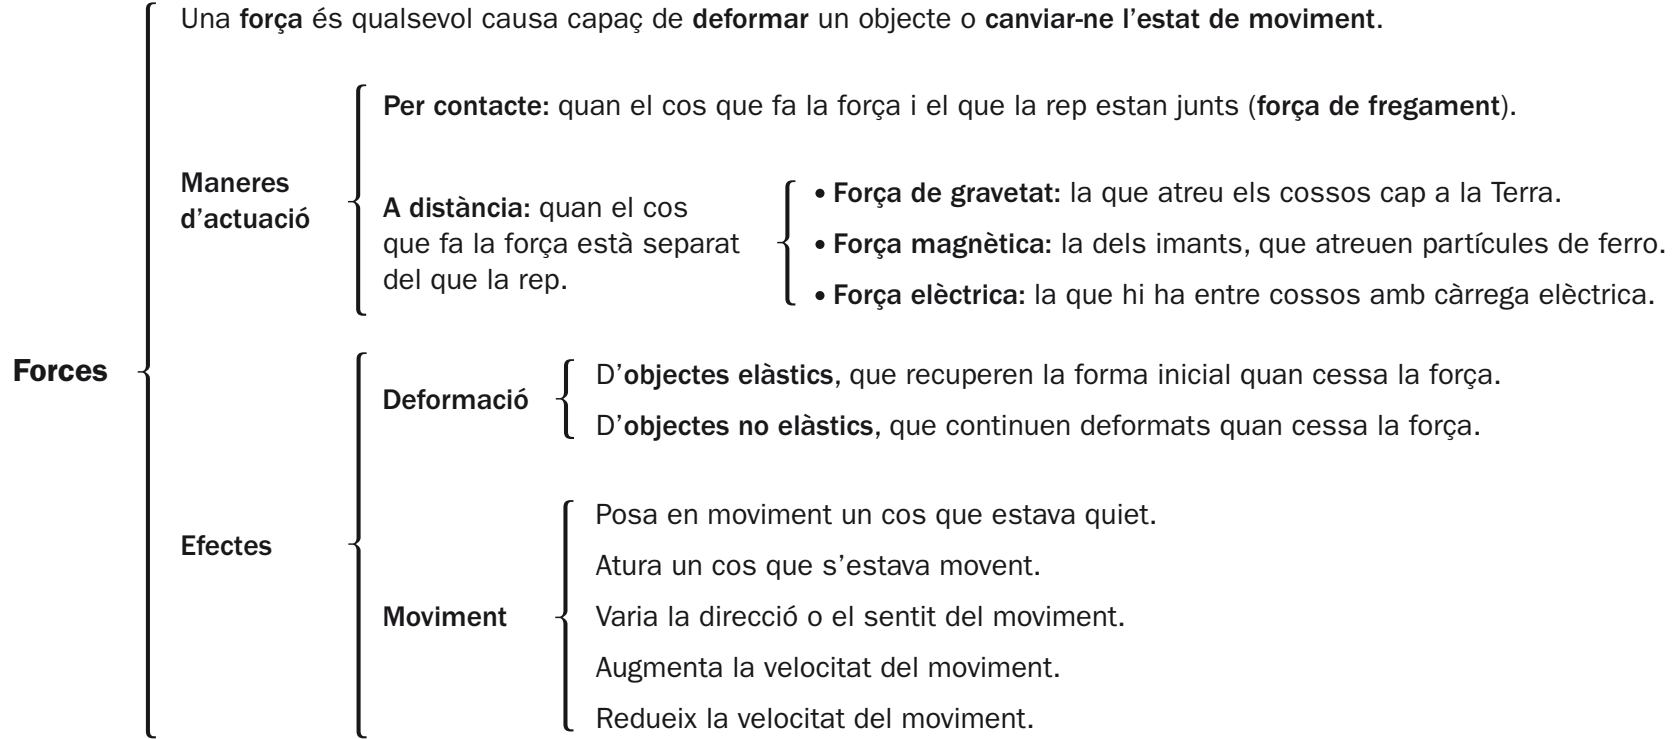 Una força és qualsevol causa capaç de deformar un objecte o canviar-ne l’estat de moviment.
Per contacte: quan el cos que fa la força i el que la rep estan junts (força de fregament).
Maneres
d’actuació
A distància: quan el cos
que fa la força està separat
del que la rep.
• Força de gravetat: la que atreu els cossos cap a la Terra.
• Força magnètica: la dels imants, que atreuen partícules de ferro.
• Força elèctrica: la que hi ha entre cossos amb càrrega elèctrica.
Forces
Deformació
D’objectes elàstics, que recuperen la forma inicial quan cessa la força.
D’objectes no elàstics, que continuen deformats quan cessa la força.
Efectes
Moviment
Posa en moviment un cos que estava quiet.
Atura un cos que s’estava movent.
Varia la direcció o el sentit del moviment.
Augmenta la velocitat del moviment.
Redueix la velocitat del moviment.